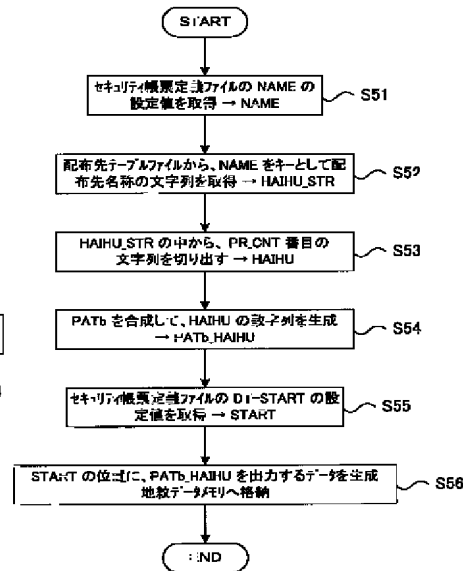 START
セキュリティ帳票定義ファイルの NAME の
設定値を取得 → NAME
S51
配布先テーブルファイルから、NAME をキーとして配
布先名称の文字列を取得 → HAIHU_STR
S52
HAIHU_STR の中から、PR_CNT 番目の
文字列を切り出す → HAIHU
S53
PATb を合成して、HAIHU の数字列を生成
→ PATb_HAIHU
S54
セキュリティ帳票定義ファイルの D1-START の設
定値を取得 → START
S55
START の位置に、PATb_HAIHU を出力するデータを生成
地紋データメモリへ格納
S56
END